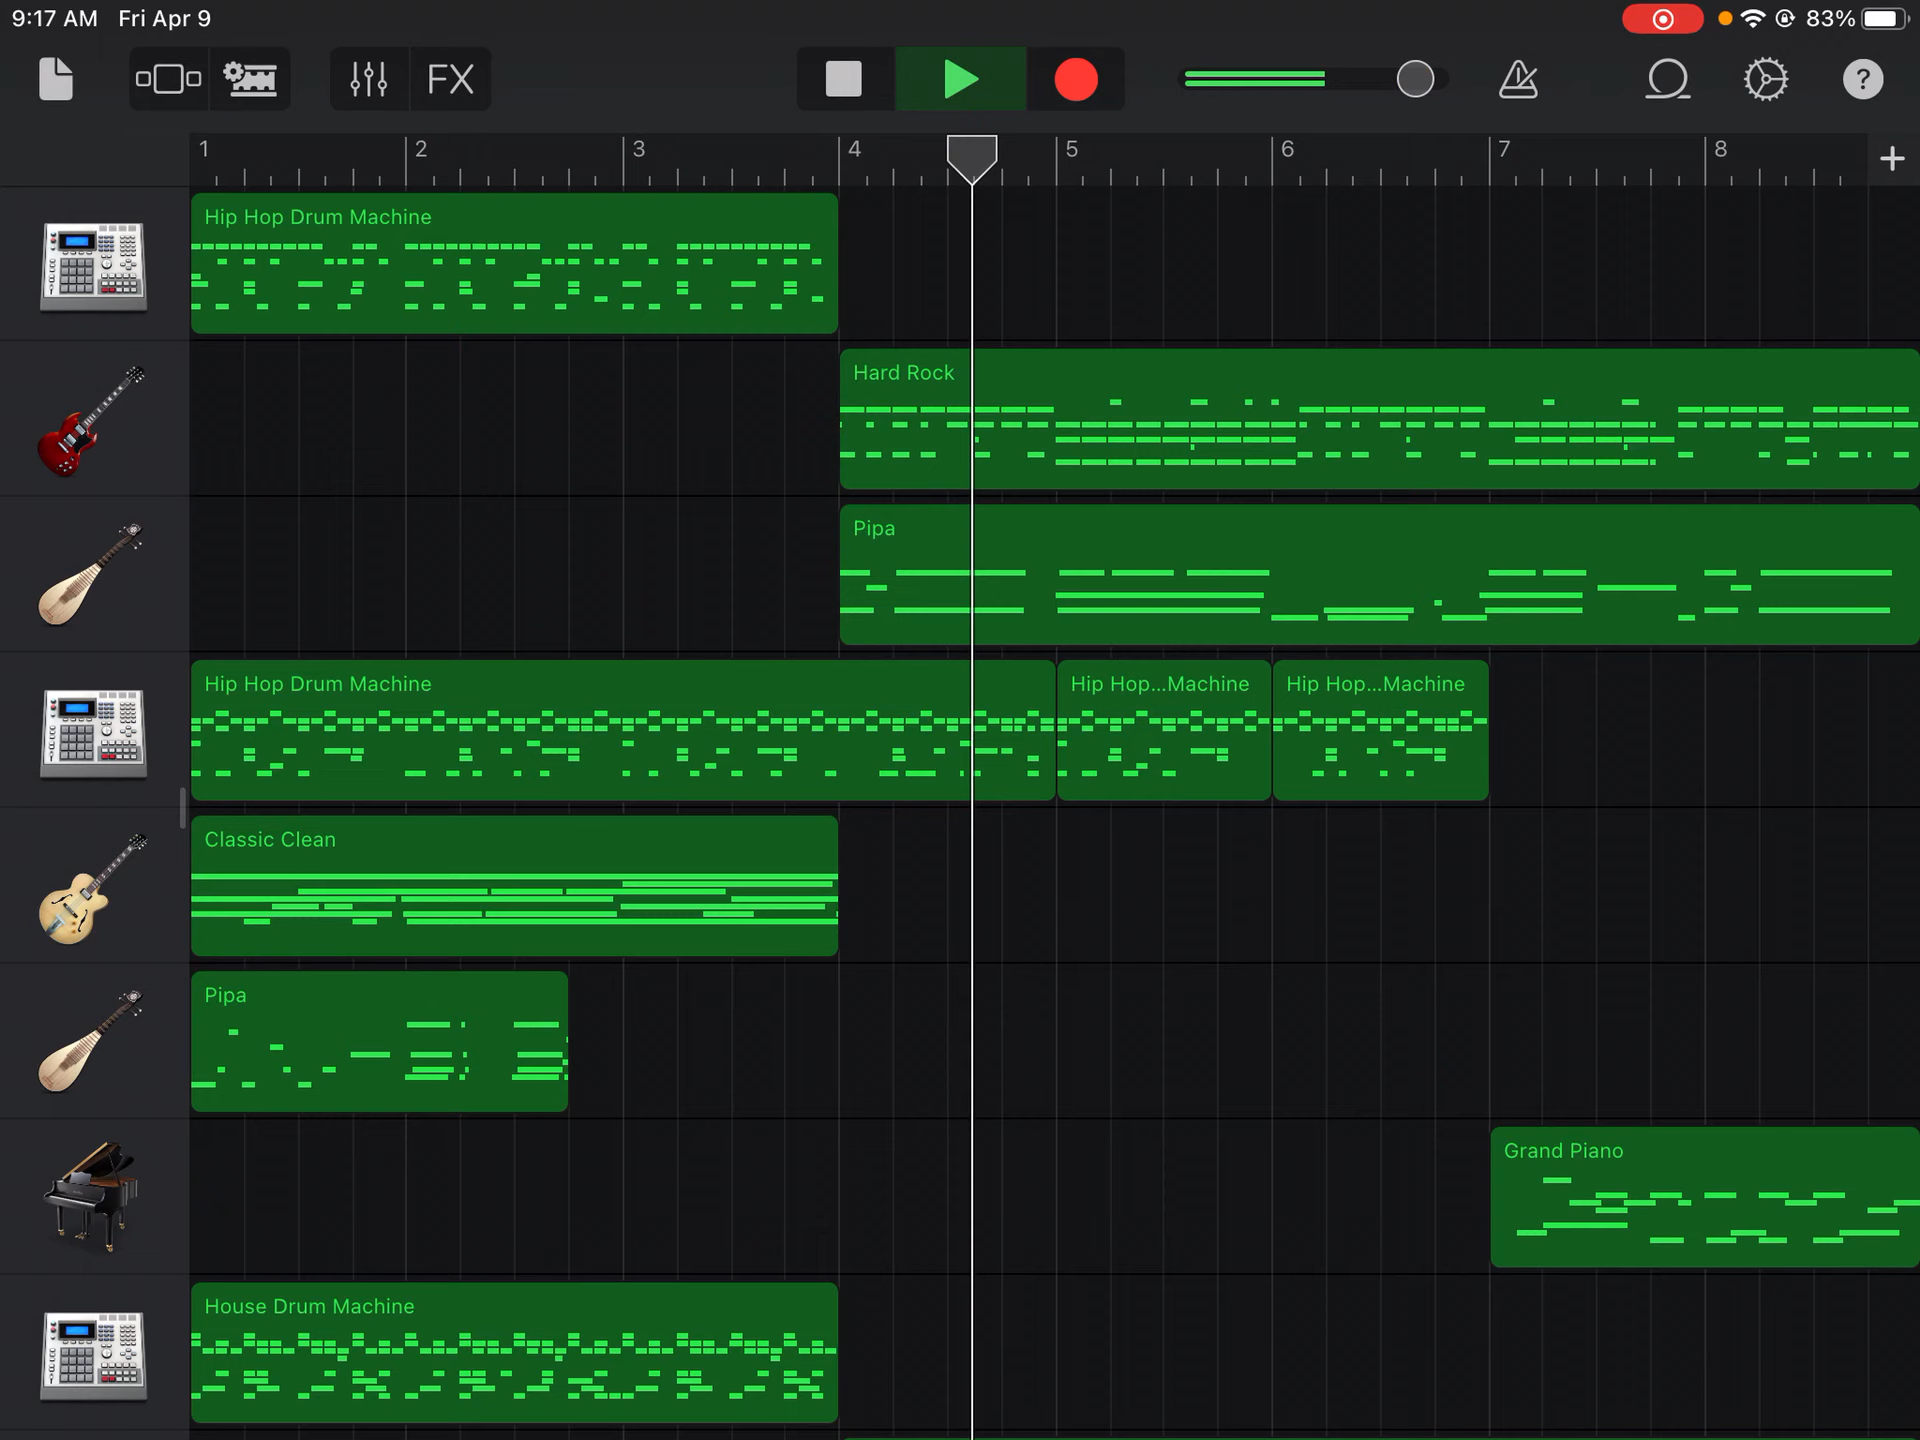 9:17 AM Fri Apr 9
83%
FX
?
1 2 3 4 5 6 7 8 +
Hip Hop Drum Machine
Hard Rock
Pipa
Hip Hop Drum Machine Hip Hop...Machine Hip Hop...Machine
Classic Clean
Pipa
Grand Piano
House Drum Machine